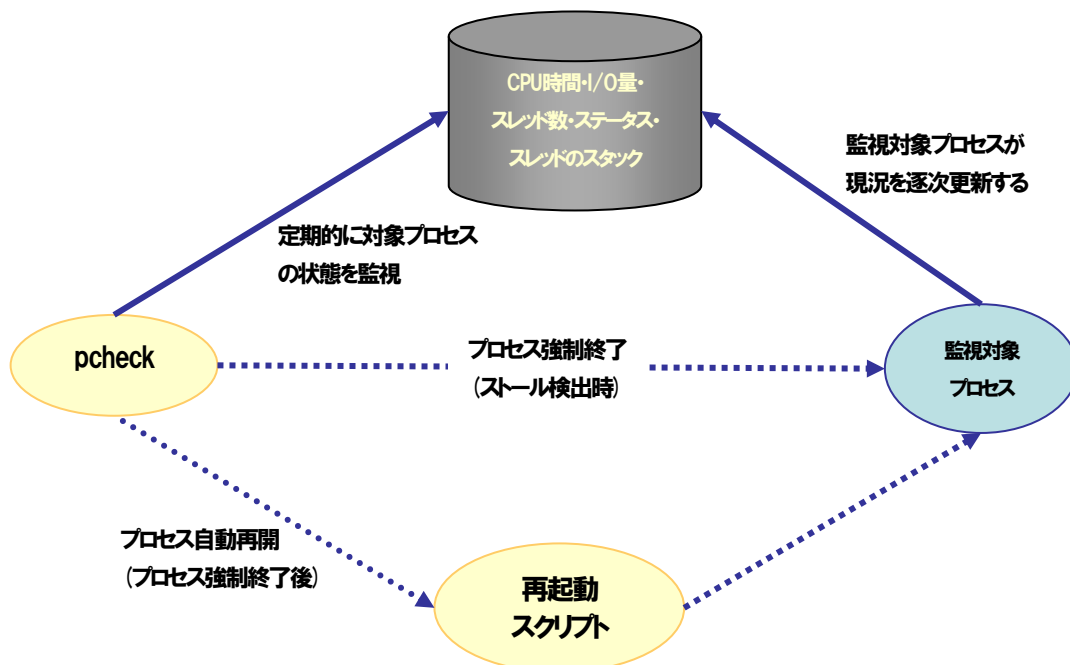 CPU時間・I/O量・
スレッド数・ステータス・
スレッドのスタック
監視対象プロセスが
現況を逐次更新する
定期的に対象プロセス
の状態を監視
pcheck
プロセス強制終了
(ストール検出時)
監視対象
プロセス
プロセス自動再開
(プロセス強制終了後)
再起動
スクリプト